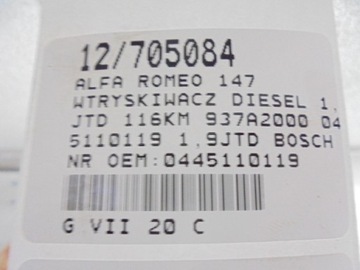 12/705084
ALFA ROMEO 147
WTRYSKIWACZ DIESEL 1,
JTD 116KM 937A2000 04
5110119 1,9JTD BOSCH
NR OEM:0445110119
G VII 20 C